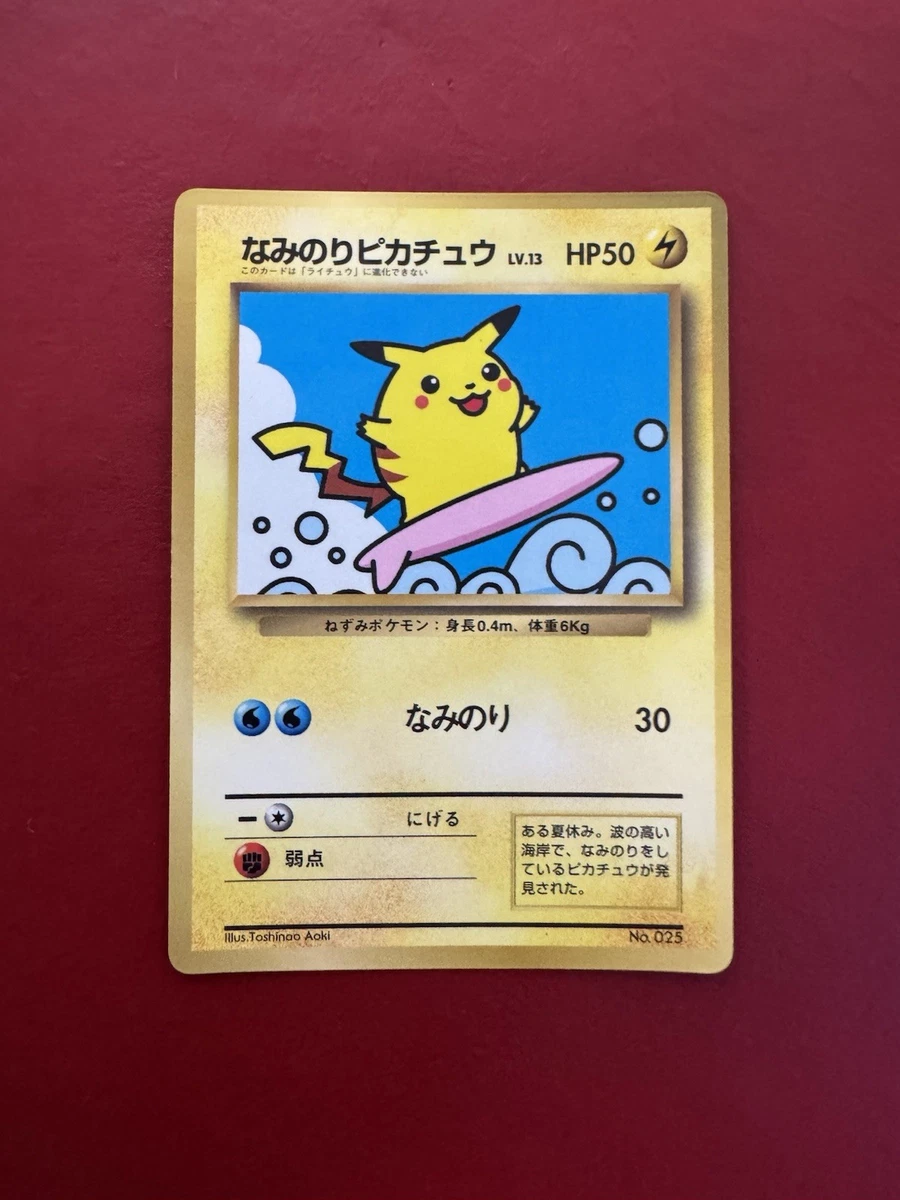 なみのりピカチュウ LV.13 HP50
このカードは「ライチュウ」に進化できない
ねずみポケモン:身長0.4m、体重6Kg
なみのり 30
ー にげる
弱点
ある夏休み。波の高い
海岸で、なみのりをし
ているピカチュウが発
見された。
Illus.Toshinao Aoki No. 025